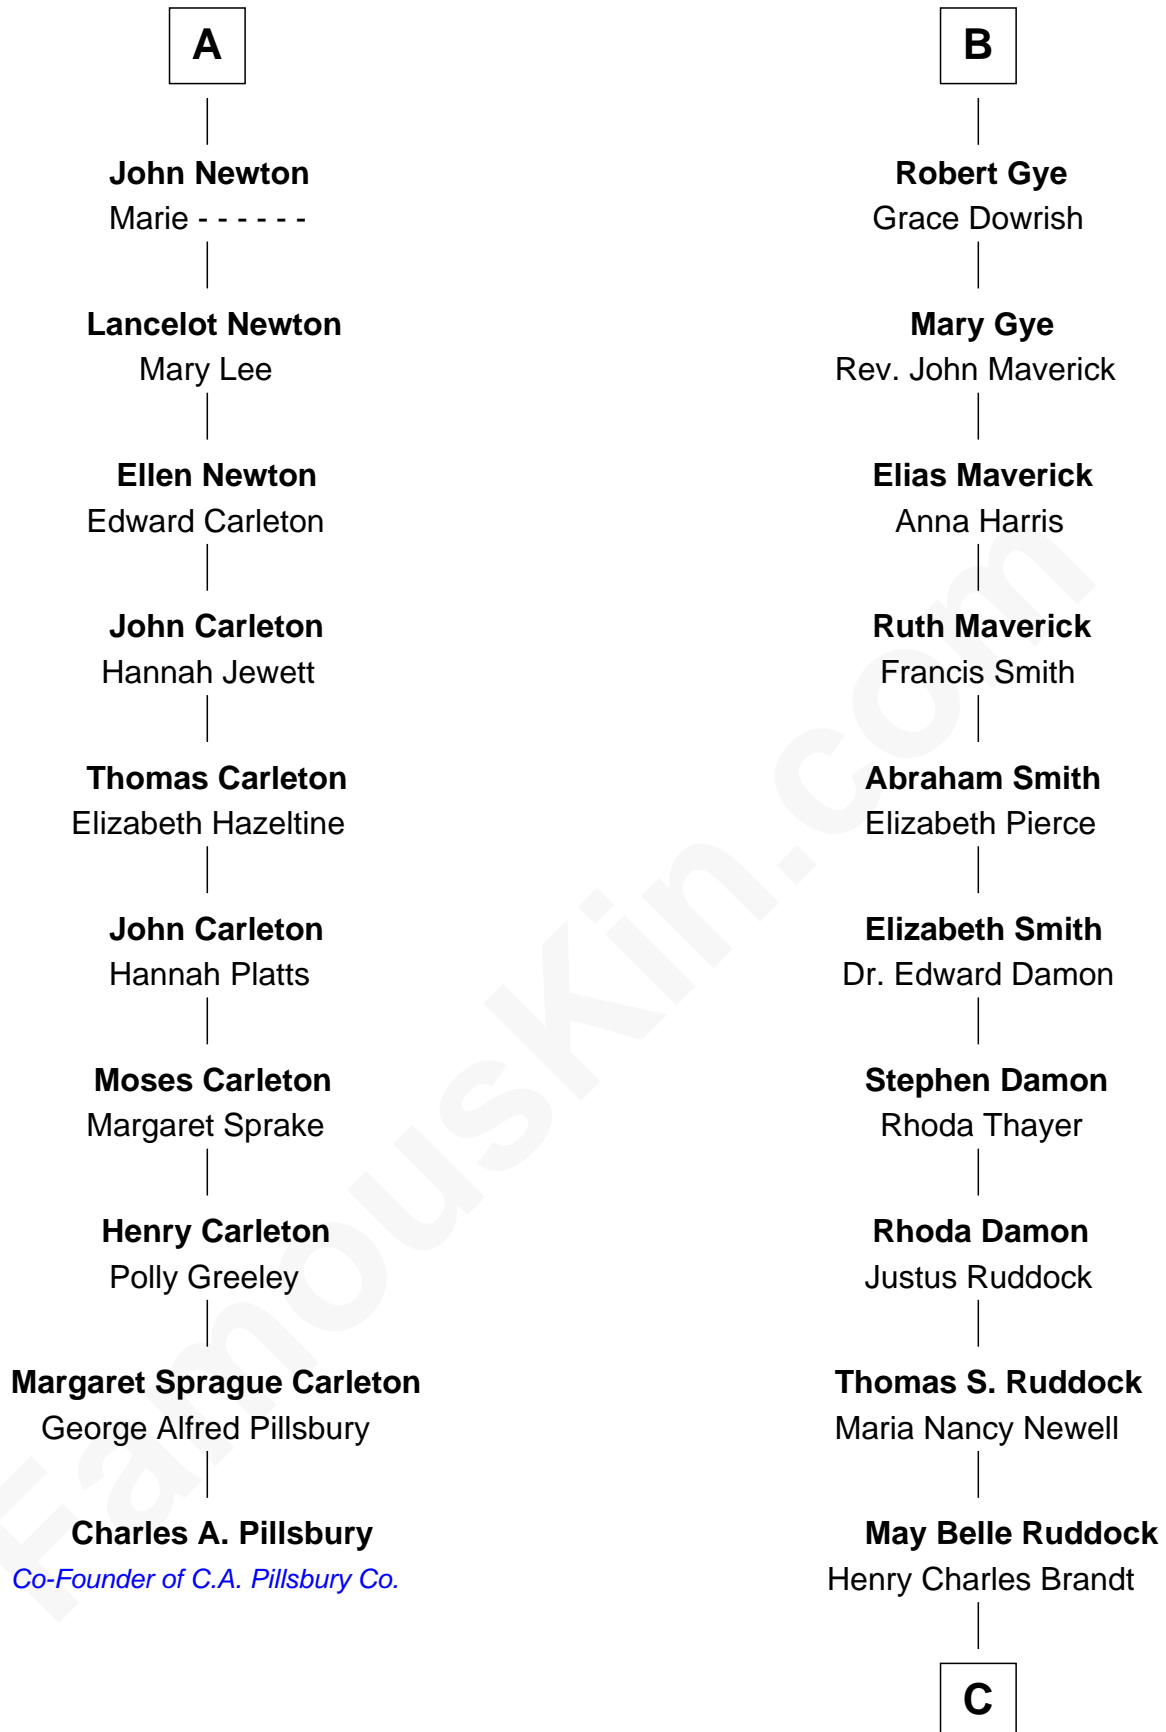 A
John Newton
Marie - - - - - -
Lancelot Newton
Mary Lee
Ellen Newton
Edward Carleton
John Carleton
Hannah Jewett
Thomas Carleton
Elizabeth Hazeltine
John Carleton
Hannah Platts
Moses Carleton
Margaret Sprake
Henry Carleton
Polly Greeley
Margaret Sprague Carleton
George Alfred Pillsbury
Charles A. Pillsbury
Co-Founder of C.A. Pillsbury Co.
B
Robert Gye
Grace Dowrish
Mary Gye
Rev. John Maverick
Elias Maverick
Anna Harris
Ruth Maverick
Francis Smith
Abraham Smith
Elizabeth Pierce
Elizabeth Smith
Dr. Edward Damon
Stephen Damon
Rhoda Thayer
Rhoda Damon
Justus Ruddock
Thomas S. Ruddock
Maria Nancy Newell
May Belle Ruddock
Henry Charles Brandt
C
FamousKin.com